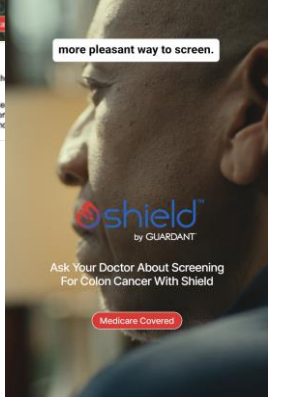 more pleasant way to screen.
shield™
by GUARDANT
Ask Your Doctor About Screening
For Colon Cancer With Shield
Medicare Covered